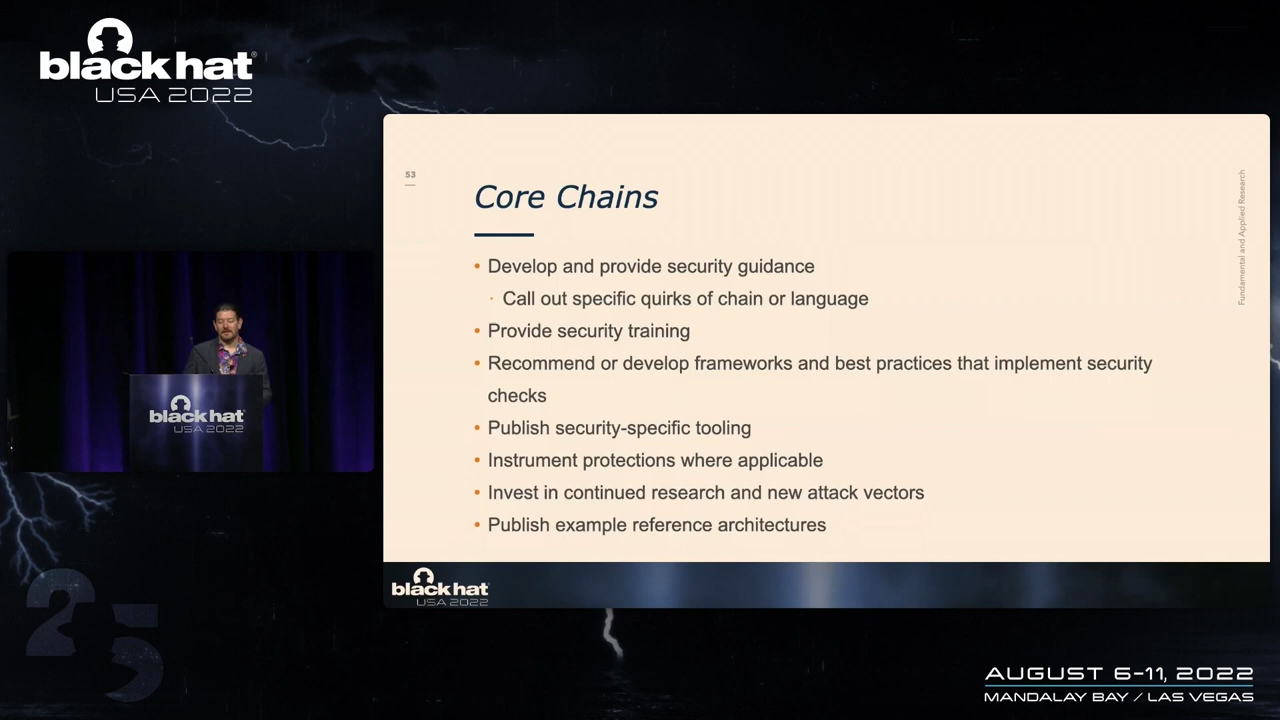 black hat®
USA 2022
53
Core Chains
• Develop and provide security guidance
· Call out specific quirks of chain or language
• Provide security training
• Recommend or develop frameworks and best practices that implement security
checks
• Publish security-specific tooling
• Instrument protections where applicable
• Invest in continued research and new attack vectors
• Publish example reference architectures
Fundamental and Applied Research
black hat
USA 2022
black hat
USA 2022
25
AUGUST 6-11, 2022
MANDALAY BAY / LAS VEGAS